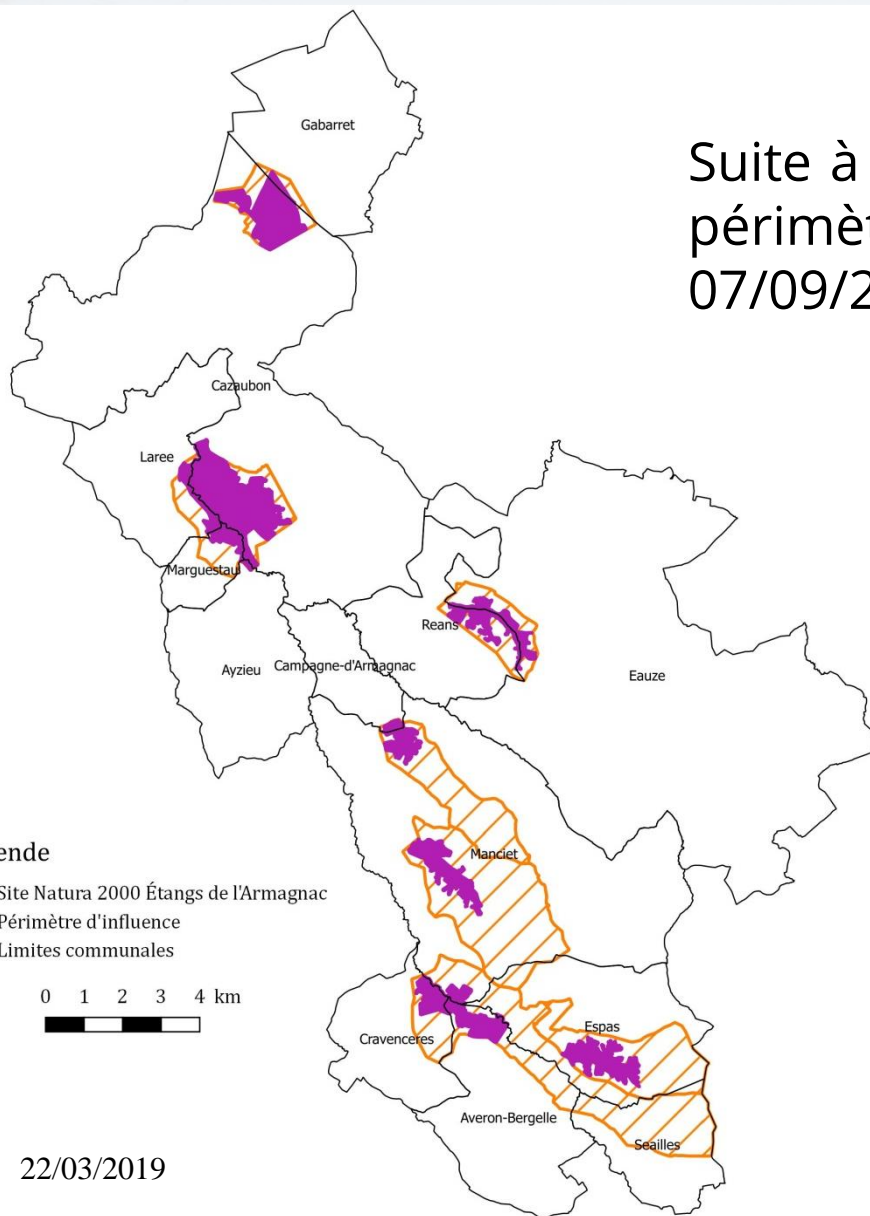 Gabarret
Suite à
périmèt
07/09/2
Cazaubon
Laree
Marguestau
Reans
Ayzieu
Campagne-d'Armagnac
Eauze
Manciet
ende
Site Natura 2000 Étangs de l'Armagnac
Périmètre d'influence
Limites communales
0 1 2 3 4 km
Espas
Cravenceres
Averon-Bergelle
Seailles
22/03/2019